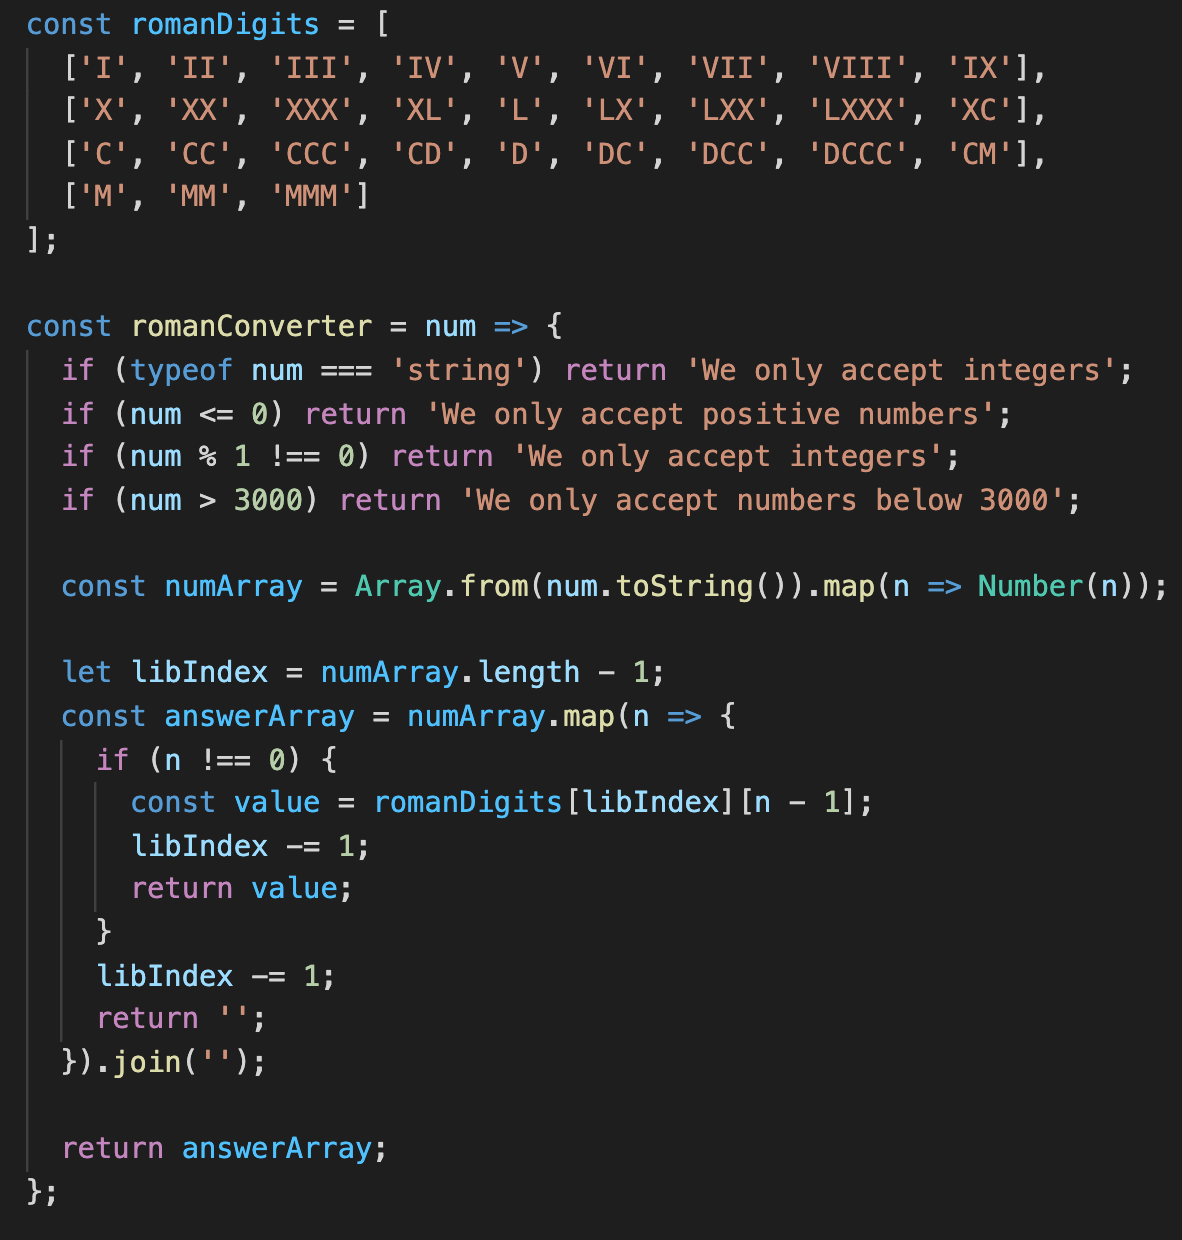 const romanDigits = [
  ['I', 'II', 'III', 'IV', 'V', 'VI', 'VII', 'VIII', 'IX'],
  ['X', 'XX', 'XXX', 'XL', 'L', 'LX', 'LXX', 'LXXX', 'XC'],
  ['C', 'CC', 'CCC', 'CD', 'D', 'DC', 'DCC', 'DCCC', 'CM'],
  ['M', 'MM', 'MMM']
];

const romanConverter = num => {
  if (typeof num === 'string') return 'We only accept integers';
  if (num <= 0) return 'We only accept positive numbers';
  if (num % 1 !== 0) return 'We only accept integers';
  if (num > 3000) return 'We only accept numbers below 3000';

  const numArray = Array.from(num.toString()).map(n => Number(n));

  let libIndex = numArray.length - 1;
  const answerArray = numArray.map(n => {
    if (n !== 0) {
      const value = romanDigits[libIndex][n - 1];
      libIndex -= 1;
      return value;
    }
    libIndex -= 1;
    return '';
  }).join('');

  return answerArray;
};